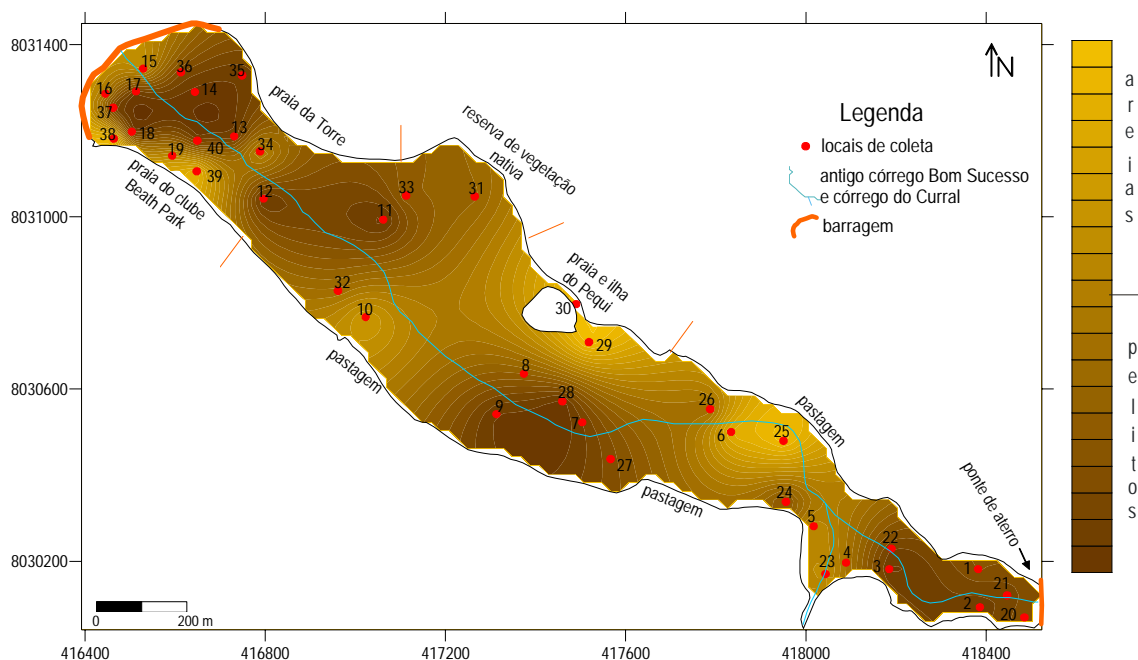 8031400
8031000
8030600
8030200
416400
416800
417200
417600
418000
418400
N
Legenda
locais de coleta
antigo córrego Bom Sucesso
e córrego do Curral
barragem
areias
pelitos
praia da Torre
reserva de vegetação
nativa
praia e ilha
do Pequi
pastagem
ponte de aterro
praia do clube
Beath Park
pastagem
pastagem
0
200 m
15
36
35
16
17
14
37
38
18
13
19
40
34
39
12
11
33
31
32
10
30
29
8
28
9
7
27
26
6
25
24
5
23
4
22
3
1
21
2
20